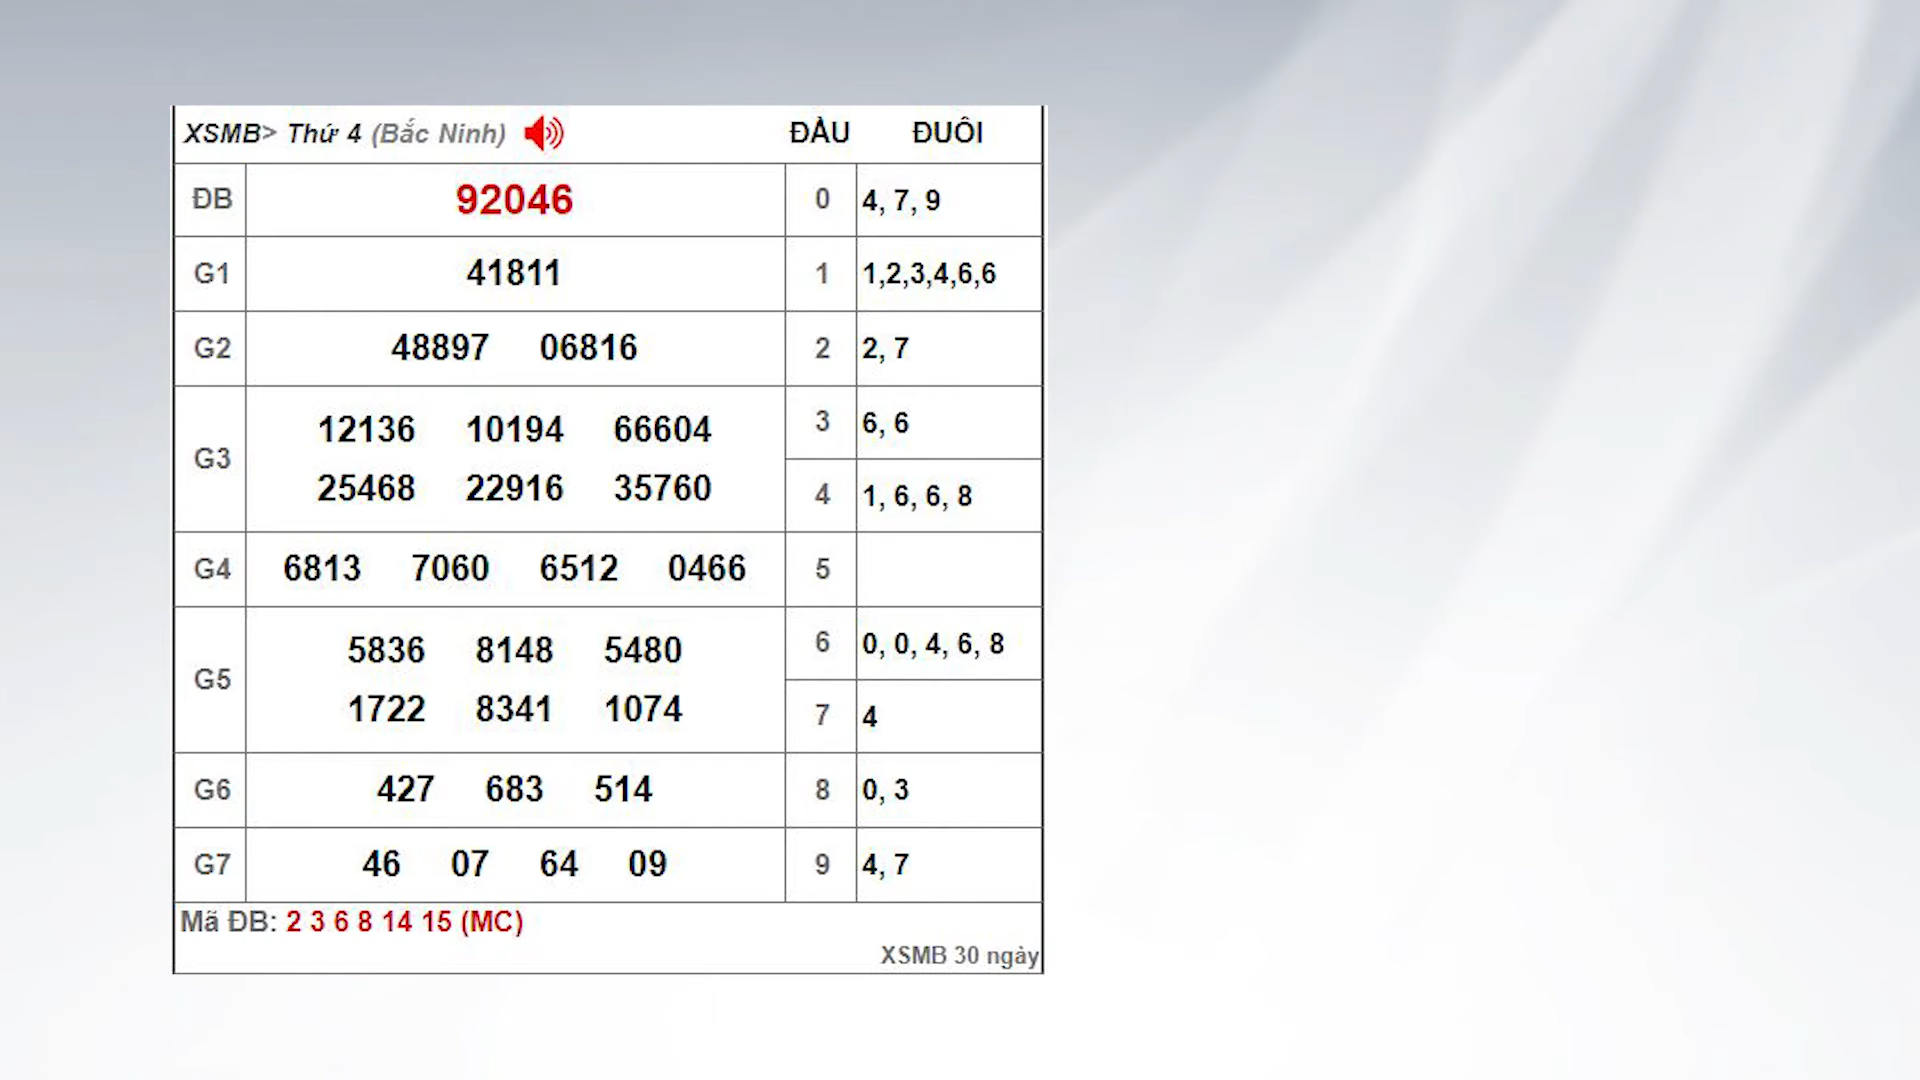 XSMB> Thứ 4 (Bắc Ninh) ĐẦU ĐUÔI
ĐB 92046 0 4, 7, 9
G1 41811 1 1,2,3,4,6,6
G2 48897 06816 2 2, 7
G3 12136 10194 66604 3 6, 6
25468 22916 35760 4 1, 6, 6, 8
G4 6813 7060 6512 0466 5
G5 5836 8148 5480 6 0, 0, 4, 6, 8
1722 8341 1074 7 4
G6 427 683 514 8 0, 3
G7 46 07 64 09 9 4, 7
Mã ĐB: 2 3 6 8 14 15 (MC)
XSMB 30 ngày